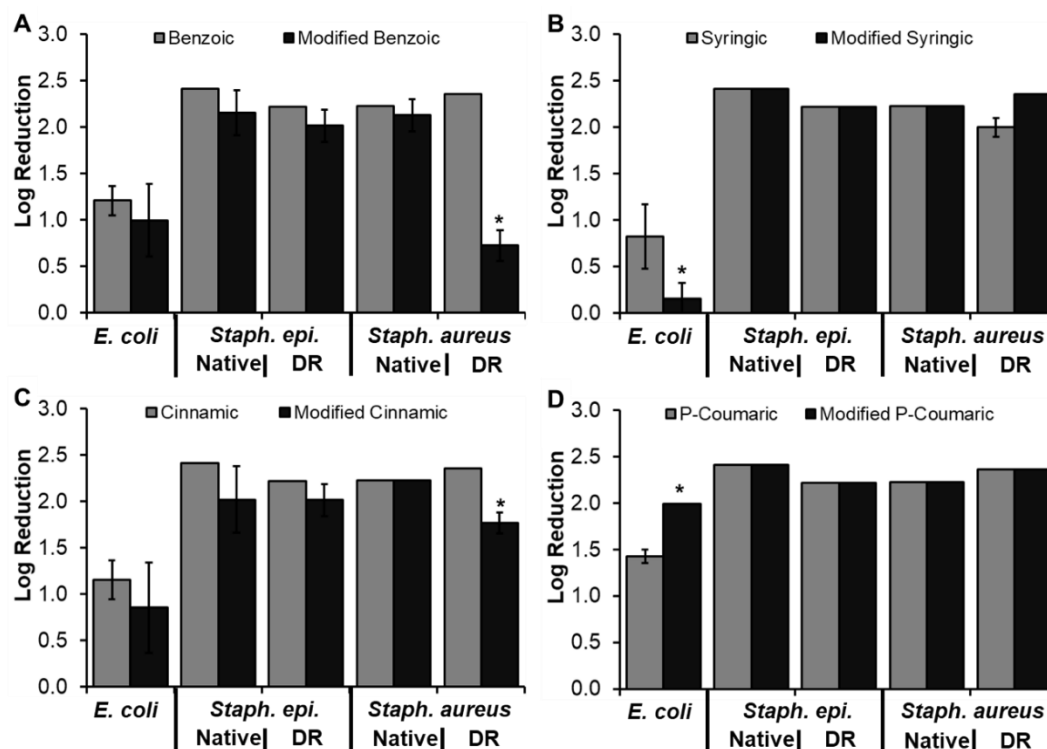 A
Benzoic Modified Benzoic
3.0
2.5
2.0
1.5
1.0
0.5
0.0
Log Reduction
*
E. coli Staph. epi. Staph. aureus
Native DR Native DR
B
Syringic Modified Syringic
3.0
2.5
2.0
1.5
1.0
0.5
0.0
Log Reduction
*
E. coli Staph. epi. Staph. aureus
Native DR Native DR
C
Cinnamic Modified Cinnamic
3.0
2.5
2.0
1.5
1.0
0.5
0.0
Log Reduction
*
E. coli Staph. epi. Staph. aureus
Native DR Native DR
D
P-Coumaric Modified P-Coumaric
3.0
2.5
2.0
1.5
1.0
0.5
0.0
Log Reduction
*
E. coli Staph. epi. Staph. aureus
Native DR Native DR